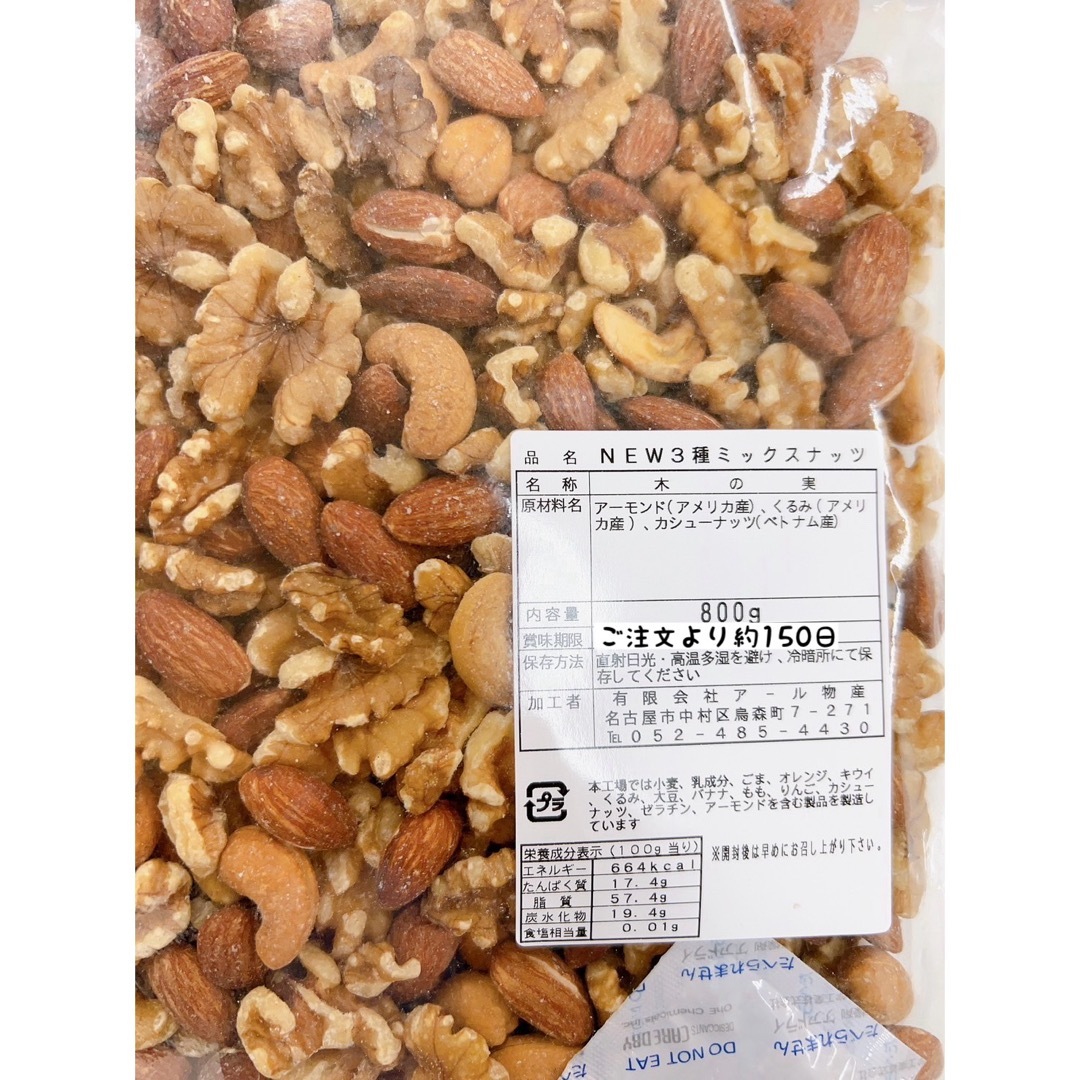 品名 NEW3種ミックスナッツ
名称 木の実
原材料名 アーモンド(アメリカ産)、くるみ(アメリ
カ産)、カシューナッツ(ベトナム産)
内容量 800g
賞味期限 ご注文より約150日
保存方法 直射日光・高温多湿を避け、冷暗所にて保
存してください
加工者 有限会社アール物産
名古屋市中村区烏森町7-271
℡052-485-4430
プラ
本工場では小麦、乳成分、ごま、オレンジ、キウイ
、くるみ、大豆、バナナ、もも、りんご、カシュー
ナッツ、ゼラチン、アーモンドを含む製品を製造し
ています
栄養成分表示(100g当り)
エネルギー 664kcal
たんぱく質 17.4g
脂質 57.4g
炭水化物 19.4g
食塩相当量 0.01g
※開封後は早めにお召し上がり下さい。
たべられません
たべられません
DESICCANTS
CARE DRY
DO NOT EAT
たべられません